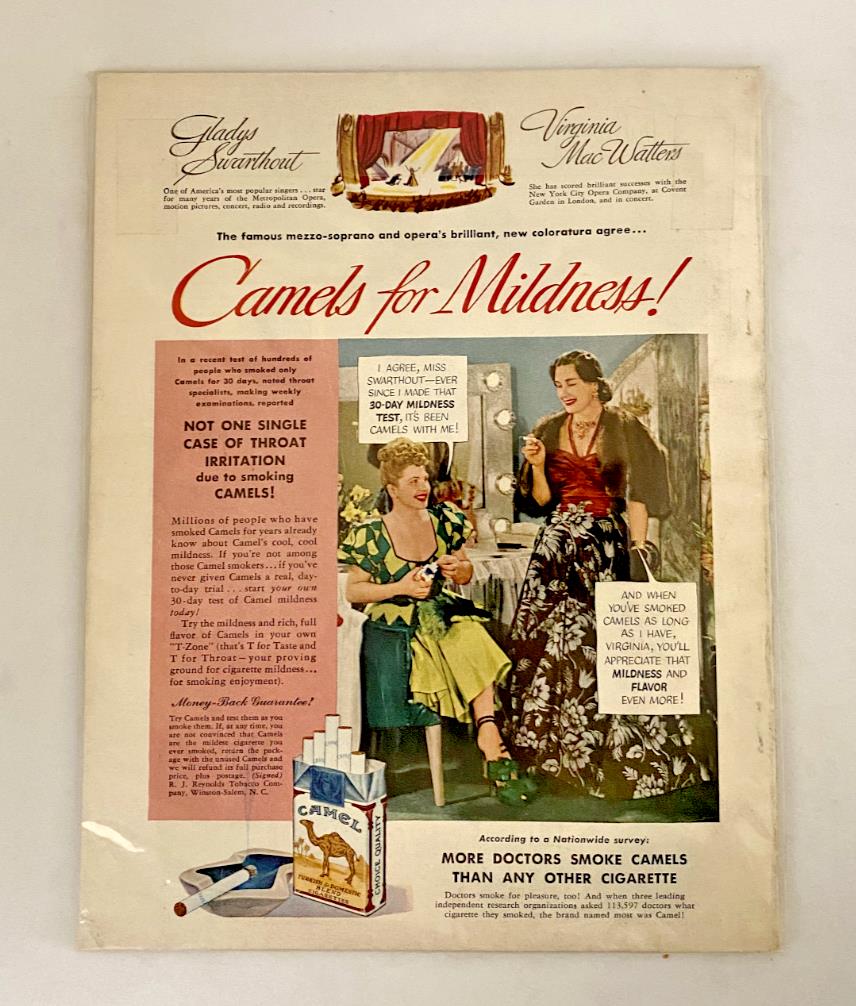 Gladys
Swarthout
One of America's most popular singers . . . star
for many years of the Metropolitan Opera,
motion pictures, concert, radio and recordings.
Virginia
Mac Watters
She has scored brilliant successes with the
New York City Opera Company, at Covent
Garden in London, and in concert.
The famous mezzo-soprano and opera's brilliant, new coloratura agree...
Camels for Mildness!
In a recent test of hundreds of
people who smoked only
Camels for 30 days, noted throat
specialists, making weekly
examinations, reported
NOT ONE SINGLE
CASE OF THROAT
IRRITATION
due to smoking
CAMELS!
Millions of people who have
smoked Camels for years already
know about Camel's cool, cool
mildness. If you're not among
those Camel smokers...if you've
never given Camels a real, day-
to-day trial . . . start your own
30-day test of Camel mildness
today!
Try the mildness and rich, full
flavor of Camels in your own
"T-Zone" (that's T for Taste and
T for Throat—your proving
ground for cigarette mildness...
for smoking enjoyment).
Money-Back Guarantee!
Try Camels and test them as you
smoke them. If, at any time, you
are not convinced that Camels
are the mildest cigarette you
ever smoked, return the pack-
age with the unused Camels and
we will refund its full purchase
price, plus postage. (Signed)
R. J. Reynolds Tobacco Com-
pany, Winston-Salem, N. C.
I AGREE, MISS
SWARTHOUT—EVER
SINCE I MADE THAT
30-DAY MILDNESS
TEST, IT'S BEEN
CAMELS WITH ME!
AND WHEN
YOU'VE SMOKED
CAMELS AS LONG
AS I HAVE,
VIRGINIA, YOU'LL
APPRECIATE THAT
MILDNESS AND
FLAVOR
EVEN MORE!
CAMEL
TURKISH & DOMESTIC
BLEND
CIGARETTES
CHOICE QUALITY
According to a Nationwide survey:
MORE DOCTORS SMOKE CAMELS
THAN ANY OTHER CIGARETTE
Doctors smoke for pleasure, too! And when three leading
independent research organizations asked 113,597 doctors what
cigarette they smoked, the brand named most was Camel!